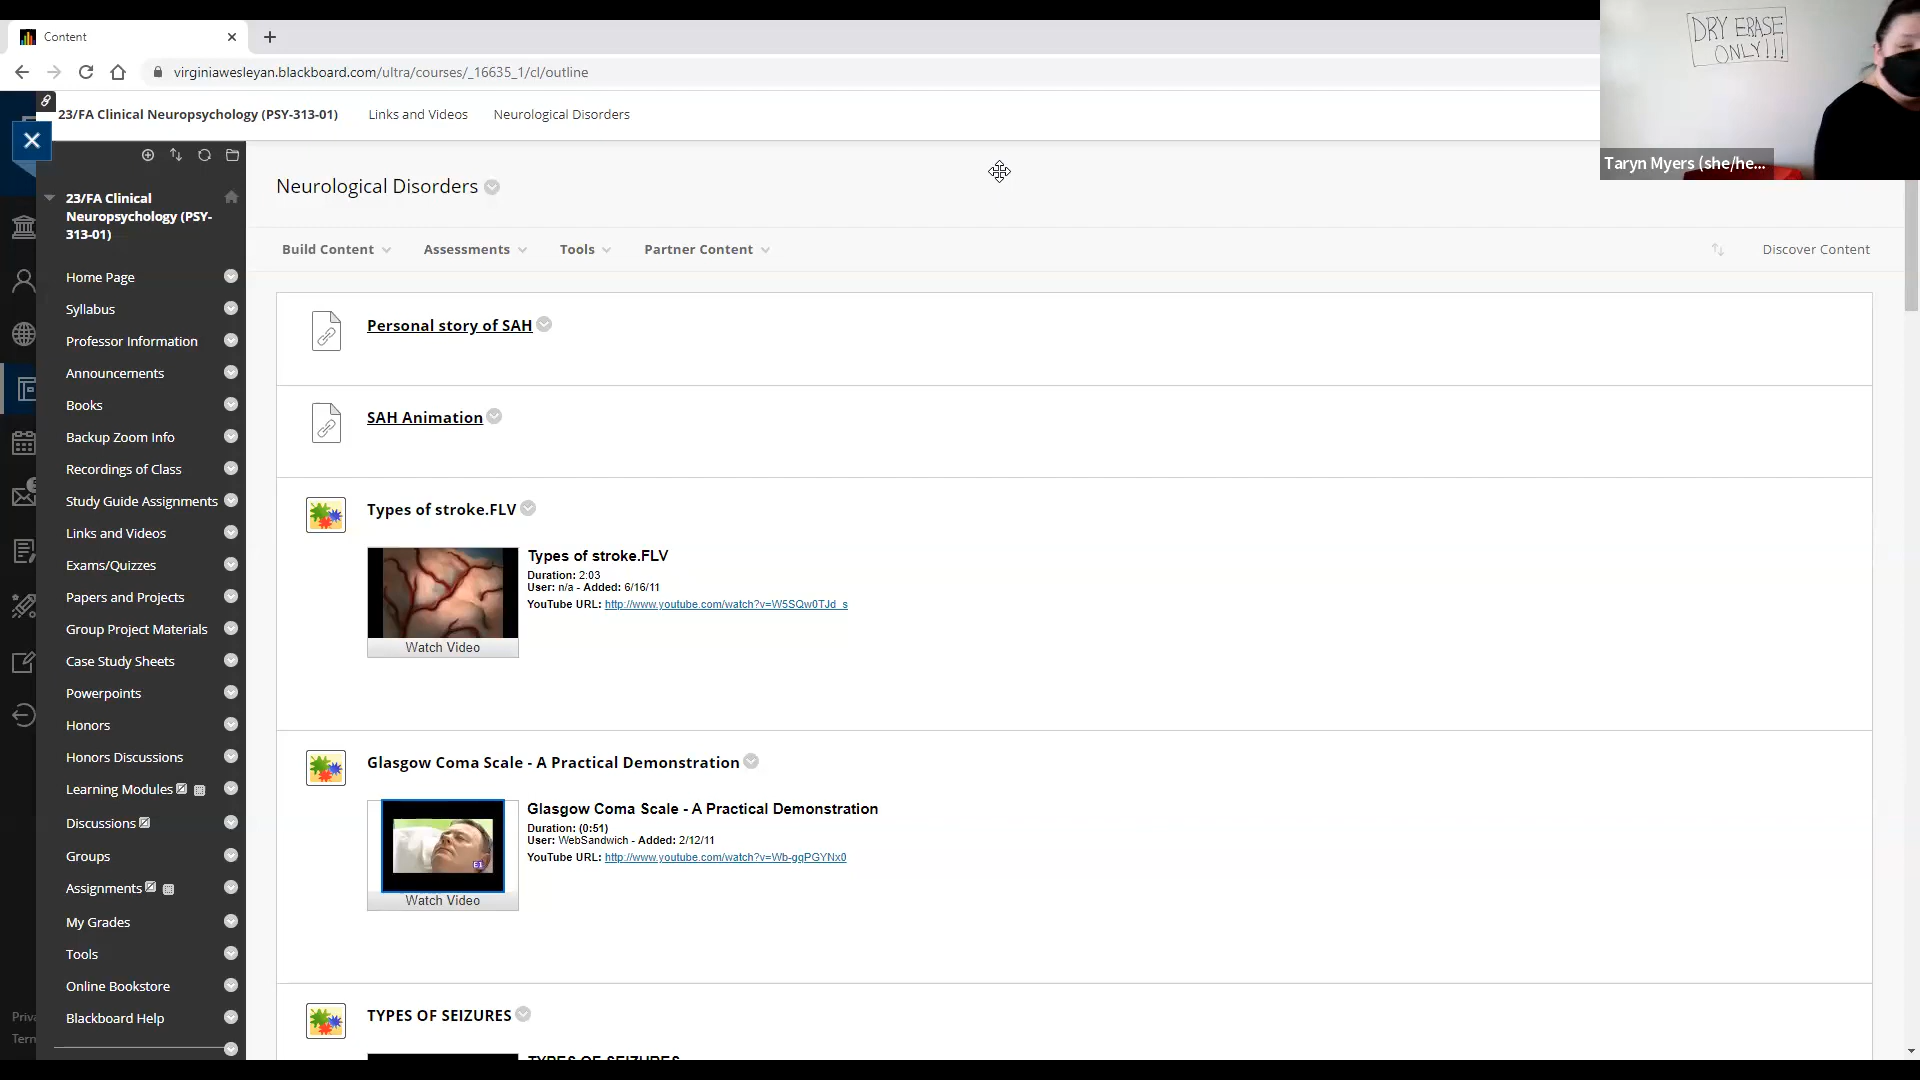 Content
virginiawesleyan.blackboard.com/ultra/courses/_16635_1/cl/outline
DRY ERASE
ONLY!!!
Taryn Myers (she/he...
23/FA Clinical Neuropsychology (PSY-313-01)
Links and Videos
Neurological Disorders
23/FA Clinical
Neuropsychology (PSY-
313-01)
Home Page
Syllabus
Professor Information
Announcements
Books
Backup Zoom Info
Recordings of Class
Study Guide Assignments
Links and Videos
Exams/Quizzes
Papers and Projects
Group Project Materials
Case Study Sheets
Powerpoints
Honors
Honors Discussions
Learning Modules
Discussions
Groups
Assignments
My Grades
Tools
Online Bookstore
Blackboard Help
Neurological Disorders
Build Content
Assessments
Tools
Partner Content
Discover Content
Personal story of SAH
SAH Animation
Types of stroke.FLV
Types of stroke.FLV
Duration: 2:03
User: n/a - Added: 6/16/11
YouTube URL: http://www.youtube.com/watch?v=W5SQw0TJd_s
Watch Video
Glasgow Coma Scale - A Practical Demonstration
Glasgow Coma Scale - A Practical Demonstration
Duration: (0:51)
User: WebSandwich - Added: 2/12/11
YouTube URL: http://www.youtube.com/watch?v=Wb-gqPGYNx0
E1
Watch Video
TYPES OF SEIZURES
TYPES OF SEIZURES